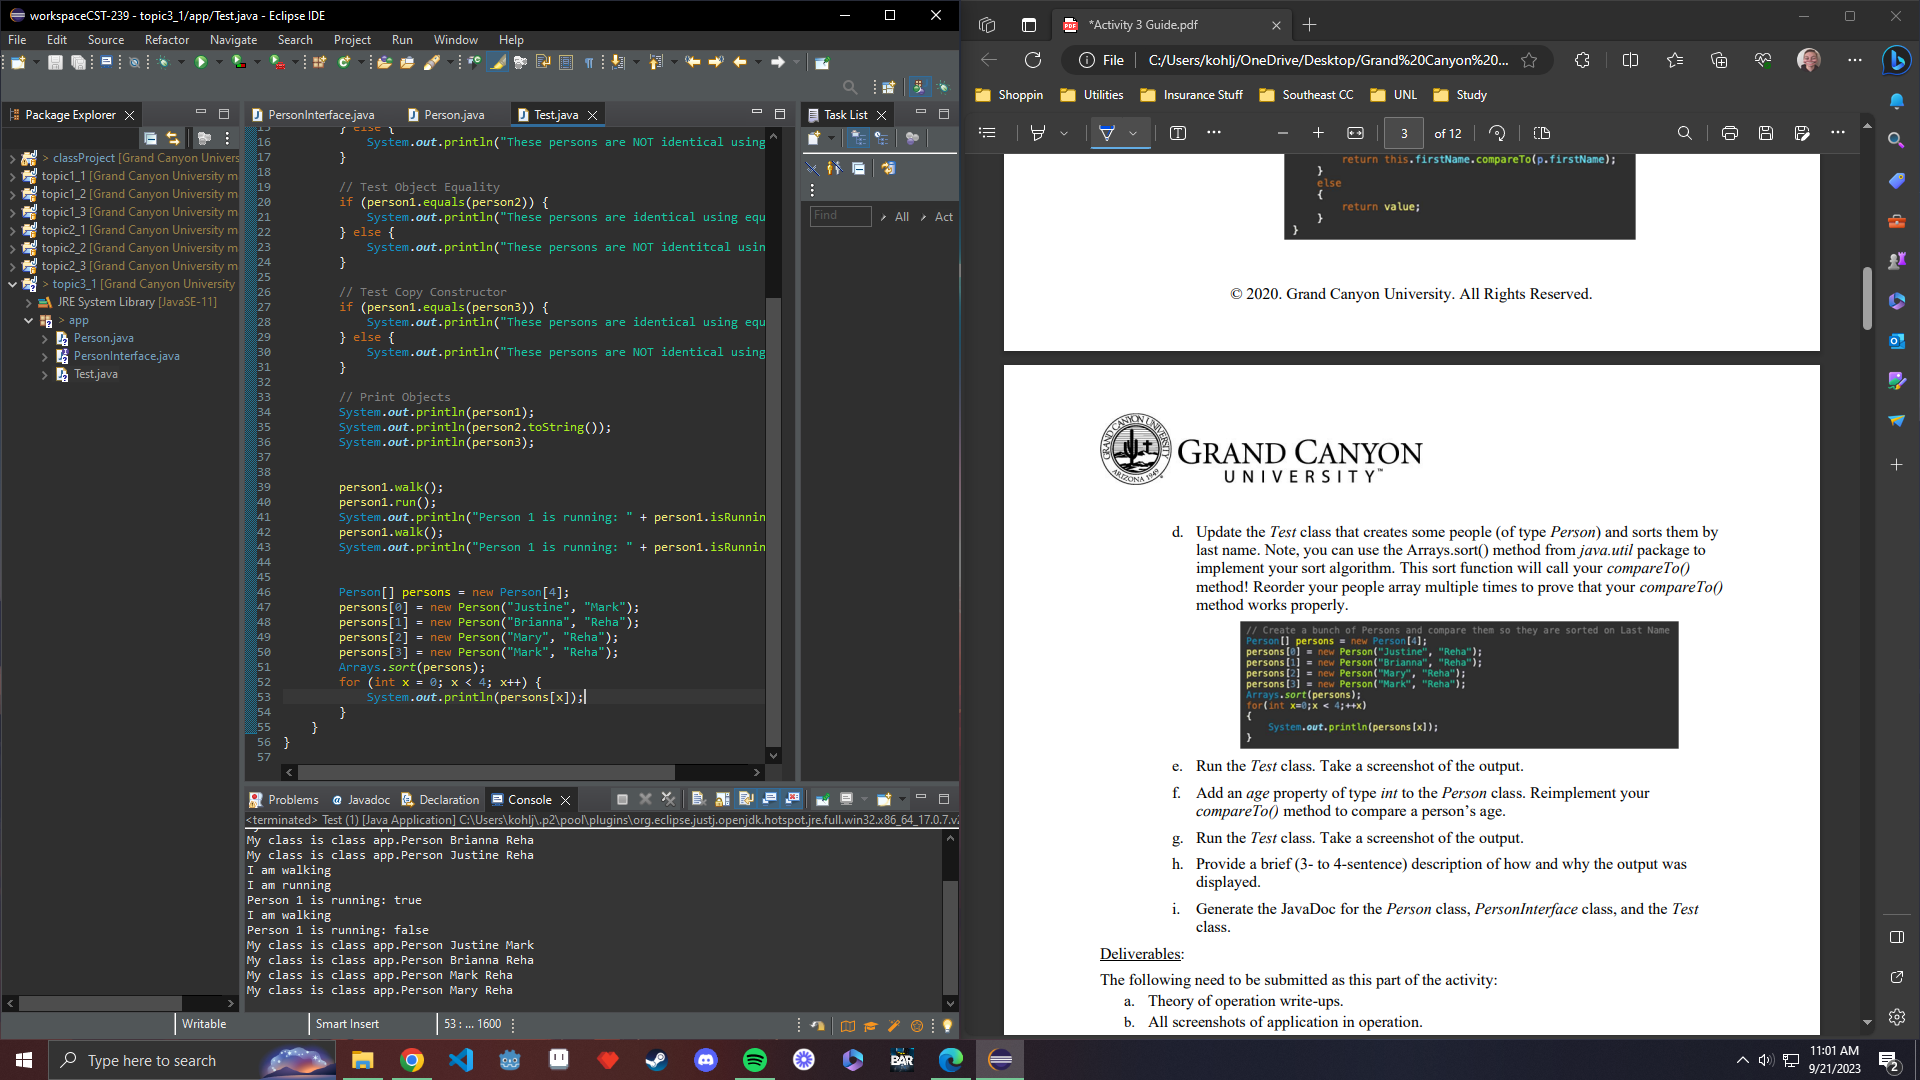 workspaceCST-239 - topic3_1/app/Test.java - Eclipse IDE
File Edit Source Refactor Navigate Search Project Run Window Help
Package Explorer
> classProject [Grand Canyon Univers
topic1_1 [Grand Canyon University m
topic1_2 [Grand Canyon University m
topic1_3 [Grand Canyon University m
topic2_1 [Grand Canyon University m
topic2_2 [Grand Canyon University m
topic2_3 [Grand Canyon University m
> topic3_1 [Grand Canyon University
JRE System Library [JavaSE-11]
> app
Person.java
PersonInterface.java
Test.java
PersonInterface.java Person.java Test.java
15 } else {
16 System.out.println("These persons are NOT identical using
17 }
18
19 // Test Object Equality
20 if (person1.equals(person2)) {
21 System.out.println("These persons are identical using equ
22 } else {
23 System.out.println("These persons are NOT identitcal usin
24 }
25
26 // Test Copy Constructor
27 if (person1.equals(person3)) {
28 System.out.println("These persons are identical using equ
29 } else {
30 System.out.println("These persons are NOT identical using
31 }
32
33 // Print Objects
34 System.out.println(person1);
35 System.out.println(person2.toString());
36 System.out.println(person3);
37
38
39 person1.walk();
40 person1.run();
41 System.out.println("Person 1 is running: " + person1.isRunnin
42 person1.walk();
43 System.out.println("Person 1 is running: " + person1.isRunnin
44
45
46 Person[] persons = new Person[4];
47 persons[0] = new Person("Justine", "Mark");
48 persons[1] = new Person("Brianna", "Reha");
49 persons[2] = new Person("Mary", "Reha");
50 persons[3] = new Person("Mark", "Reha");
51 Arrays.sort(persons);
52 for (int x = 0; x < 4; x++) {
53 System.out.println(persons[x]);
54 }
55 }
56 }
57
Task List
Find All Act
Problems Javadoc Declaration Console
<terminated> Test (1) [Java Application] C:\Users\kohlj\.p2\pool\plugins\org.eclipse.justj.openjdk.hotspot.jre.full.win32.x86_64_17.0.7.v2
My class is class app.Person Brianna Reha
My class is class app.Person Justine Reha
I am walking
I am running
Person 1 is running: true
I am walking
Person 1 is running: false
My class is class app.Person Justine Mark
My class is class app.Person Brianna Reha
My class is class app.Person Mark Reha
My class is class app.Person Mary Reha
Writable Smart Insert 53 : ... 1600
*Activity 3 Guide.pdf
File C:/Users/kohlj/OneDrive/Desktop/Grand%20Canyon%20...
Shoppin Utilities Insurance Stuff Southeast CC UNL Study
3 of 12
return this.firstName.compareTo(p.firstName);
}
else
{
return value;
}
}
© 2020. Grand Canyon University. All Rights Reserved.
GRAND CANYON UNIVERSITY ARIZONA 1949
GRAND CANYON
UNIVERSITY™
d. Update the Test class that creates some people (of type Person) and sorts them by
last name. Note, you can use the Arrays.sort() method from java.util package to
implement your sort algorithm. This sort function will call your compareTo()
method! Reorder your people array multiple times to prove that your compareTo()
method works properly.
// Create a bunch of Persons and compare them so they are sorted on Last Name
Person[] persons = new Person[4];
persons[0] = new Person("Justine", "Reha");
persons[1] = new Person("Brianna", "Reha");
persons[2] = new Person("Mary", "Reha");
persons[3] = new Person("Mark", "Reha");
Arrays.sort(persons);
for(int x=0;x < 4;++x)
{
System.out.println(persons[x]);
}
e. Run the Test class. Take a screenshot of the output.
f. Add an age property of type int to the Person class. Reimplement your
compareTo() method to compare a person's age.
g. Run the Test class. Take a screenshot of the output.
h. Provide a brief (3- to 4-sentence) description of how and why the output was
displayed.
i. Generate the JavaDoc for the Person class, PersonInterface class, and the Test
class.
Deliverables:
The following need to be submitted as this part of the activity:
a. Theory of operation write-ups.
b. All screenshots of application in operation.
Type here to search
BAR
11:01 AM
9/21/2023
2